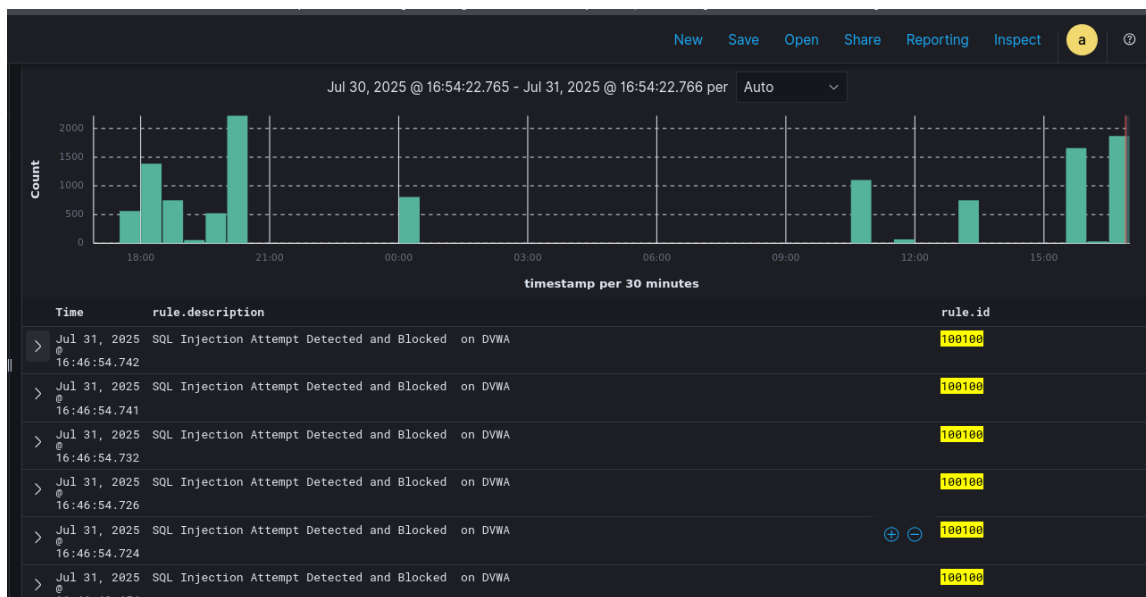 New Save Open Share Reporting Inspect a
Jul 30, 2025 @ 16:54:22.765 - Jul 31, 2025 @ 16:54:22.766 per Auto
2000
1500
1000
500
0
Count
18:00 21:00 00:00 03:00 06:00 09:00 12:00 15:00
timestamp per 30 minutes
Time rule.description rule.id
Jul 31, 2025 SQL Injection Attempt Detected and Blocked on DVWA 100100
@
16:46:54.742
Jul 31, 2025 SQL Injection Attempt Detected and Blocked on DVWA 100100
@
16:46:54.741
Jul 31, 2025 SQL Injection Attempt Detected and Blocked on DVWA 100100
@
16:46:54.732
Jul 31, 2025 SQL Injection Attempt Detected and Blocked on DVWA 100100
@
16:46:54.726
Jul 31, 2025 SQL Injection Attempt Detected and Blocked on DVWA 100100
@
16:46:54.724
Jul 31, 2025 SQL Injection Attempt Detected and Blocked on DVWA 100100
@